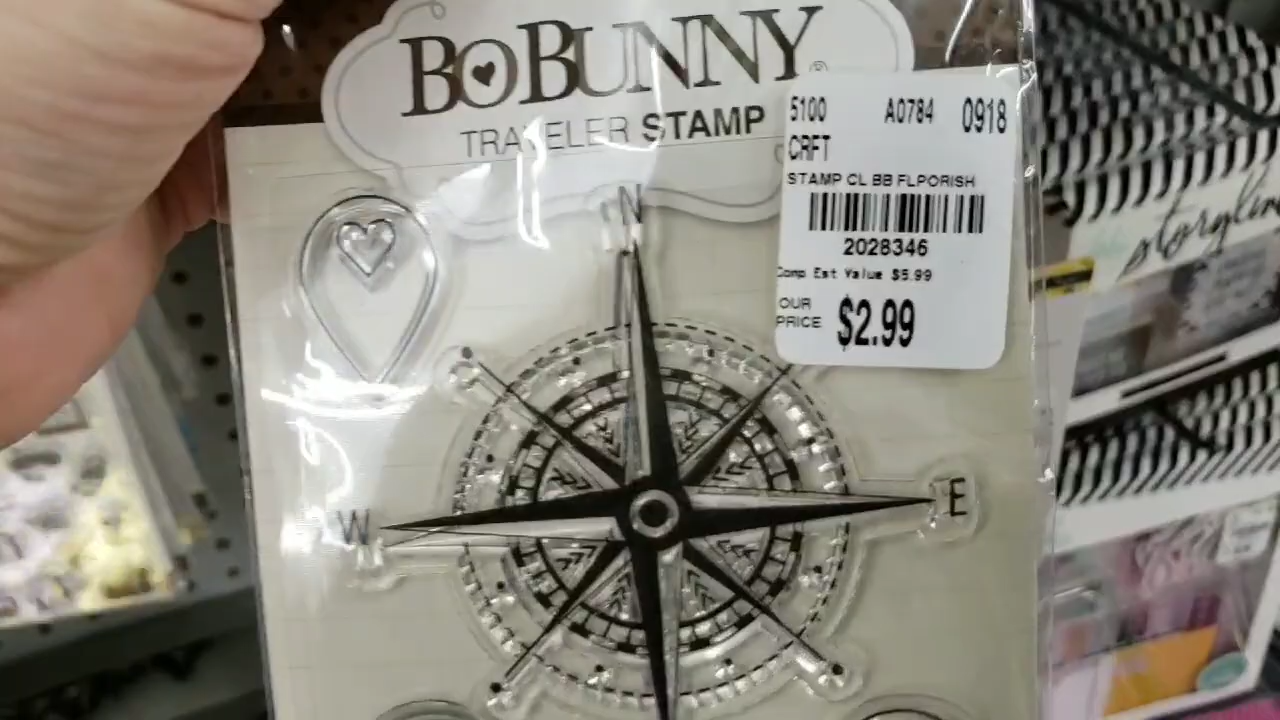 BoBUNNY®
TRAVELER STAMP
5100 A0784 0918
CRFT
STAMP CL BB FLPORISH
2028346
Comp Est Value $5.99
OUR PRICE $2.99
N
W
E